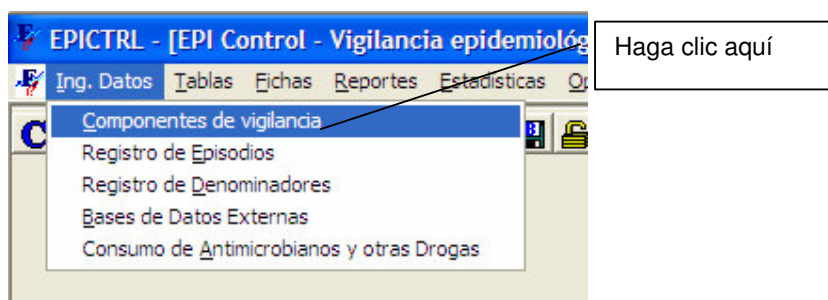 EPICTRL - [EPI Control - Vigilancia epidemiológ
Haga clic aquí
Ing. Datos Tablas Fichas Reportes Estadísticas Op
Componentes de vigilancia
Registro de Episodios
Registro de Denominadores
Bases de Datos Externas
Consumo de Antimicrobianos y otras Drogas